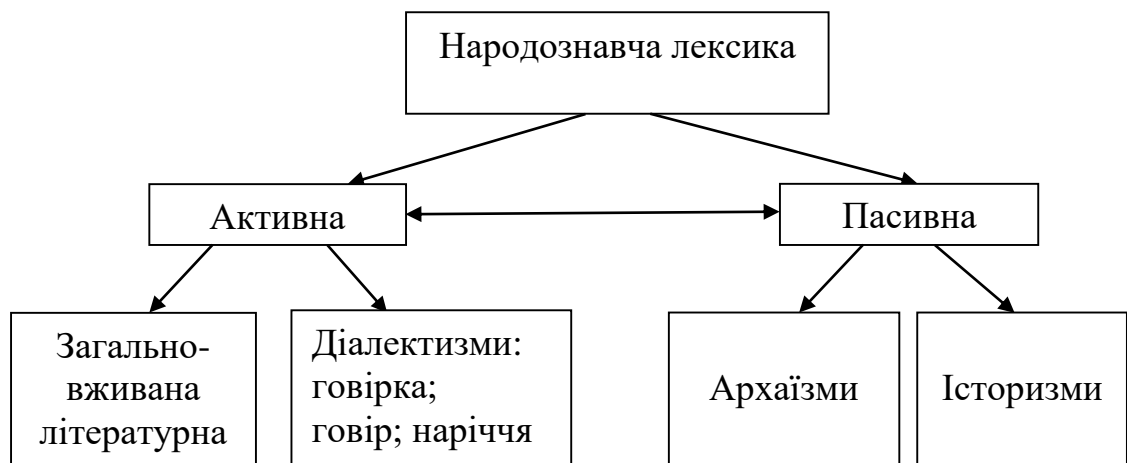 Народознавча лексика
Активна
Пасивна
Загально-
вживана
літературна
Діалектизми:
говірка;
говір; наріччя
Архаїзми
Історизми